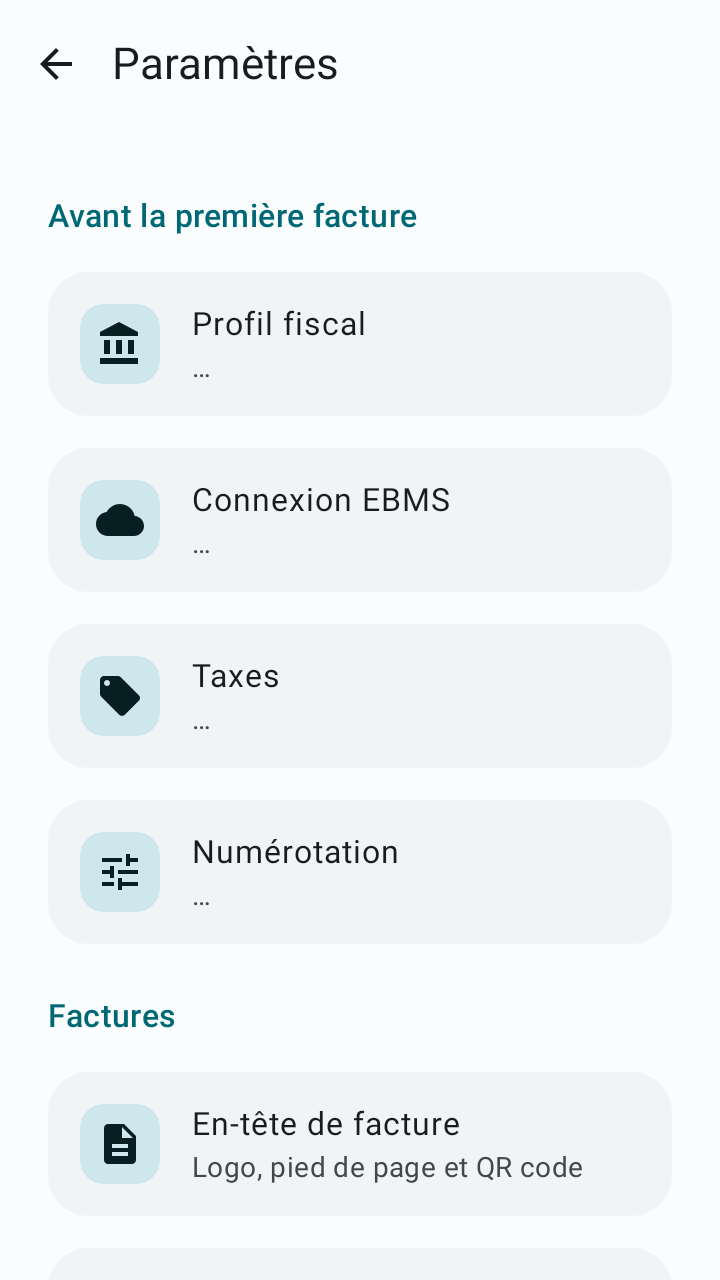 Paramètres
Avant la première facture
Profil fiscal
…
Connexion EBMS
…
Taxes
…
Numérotation
…
Factures
En-tête de facture
Logo, pied de page et QR code